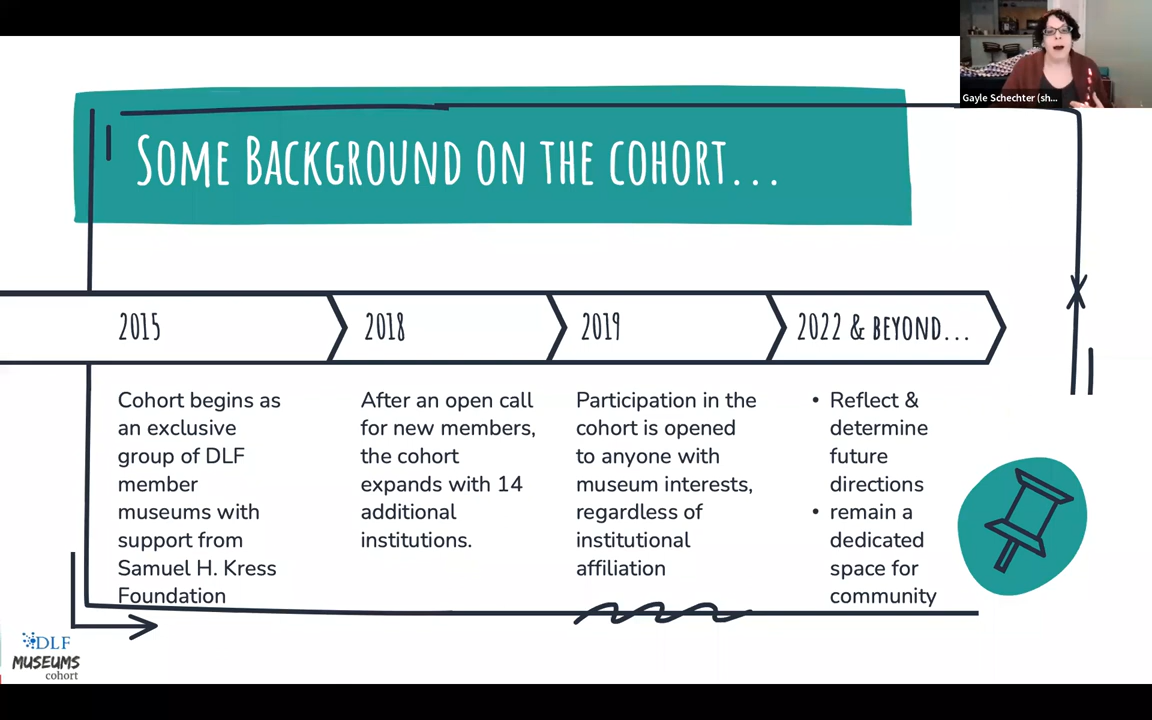 Gayle Schechter (sh...
SOME BACKGROUND ON THE COHORT...
2015
2018
2019
2022 & BEYOND...
Cohort begins as
an exclusive
group of DLF
member
museums with
support from
Samuel H. Kress
Foundation
After an open call
for new members,
the cohort
expands with 14
additional
institutions.
Participation in the
cohort is opened
to anyone with
museum interests,
regardless of
institutional
affiliation
• Reflect &
determine
future
directions
• remain a
dedicated
space for
community
DLF
MUSEUMS
cohort